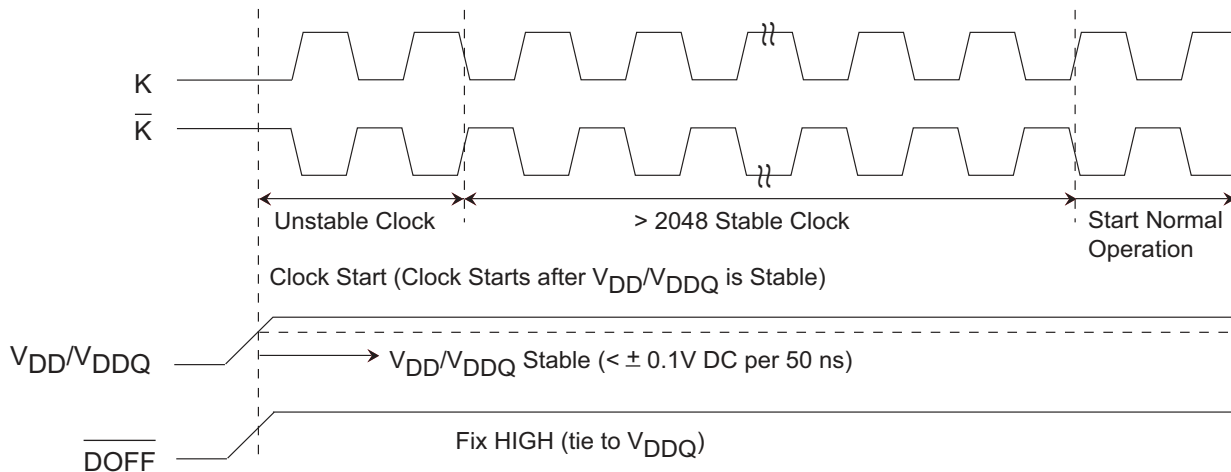 K
K̅
Unstable Clock
> 2048 Stable Clock
Start Normal
Operation
Clock Start (Clock Starts after VDD/VDDQ is Stable)
VDD/VDDQ
VDD/VDDQ Stable (< ± 0.1V DC per 50 ns)
Fix HIGH (tie to VDDQ)
D̅O̅F̅F̅